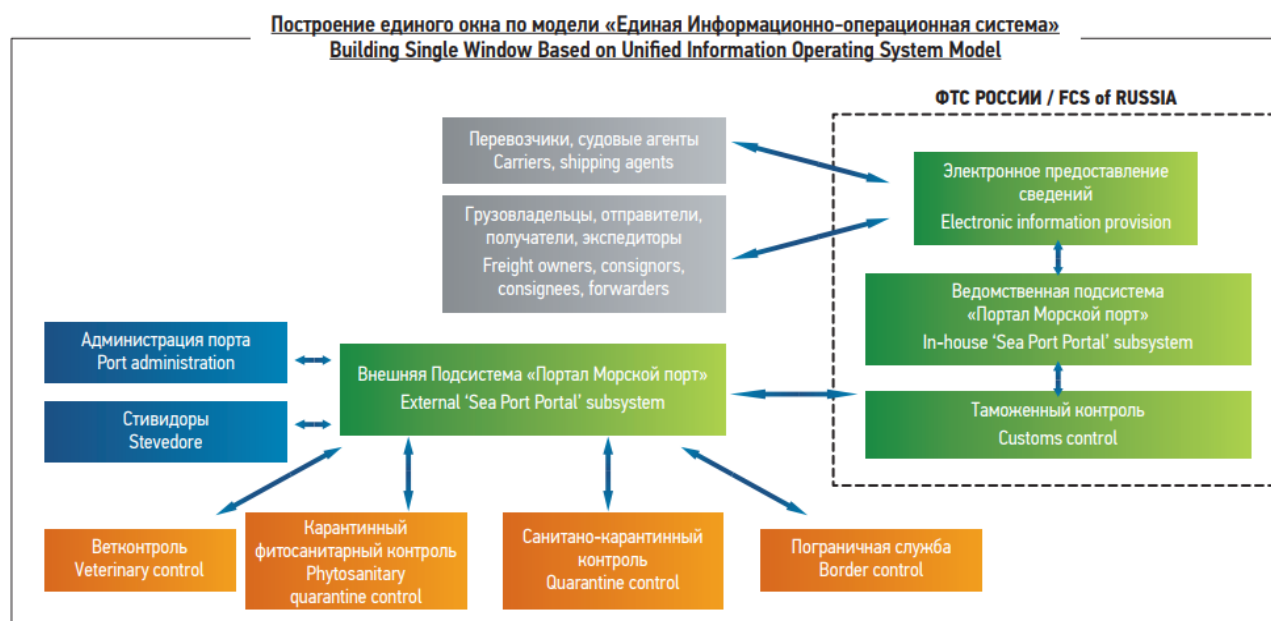 Построение единого окна по модели «Единая Информационно-операционная система»
Building Single Window Based on Unified Information Operating System Model
ФТС РОССИИ / FCS of RUSSIA
Перевозчики, судовые агенты
Carriers, shipping agents
Электронное предоставление
сведений
Electronic information provision
Грузовладельцы, отправители,
получатели, экспедиторы
Freight owners, consignors,
consignees, forwarders
Ведомственная подсистема
«Портал Морской порт»
In-house ‘Sea Port Portal’ subsystem
Администрация порта
Port administration
Внешняя Подсистема «Портал Морской порт»
External ‘Sea Port Portal’ subsystem
Стивидоры
Stevedore
Таможенный контроль
Customs control
Ветконтроль
Veterinary control
Карантинный
фитосанитарный контроль
Phytosanitary
quarantine control
Санитано-карантинный
контроль
Quarantine control
Пограничная служба
Border control